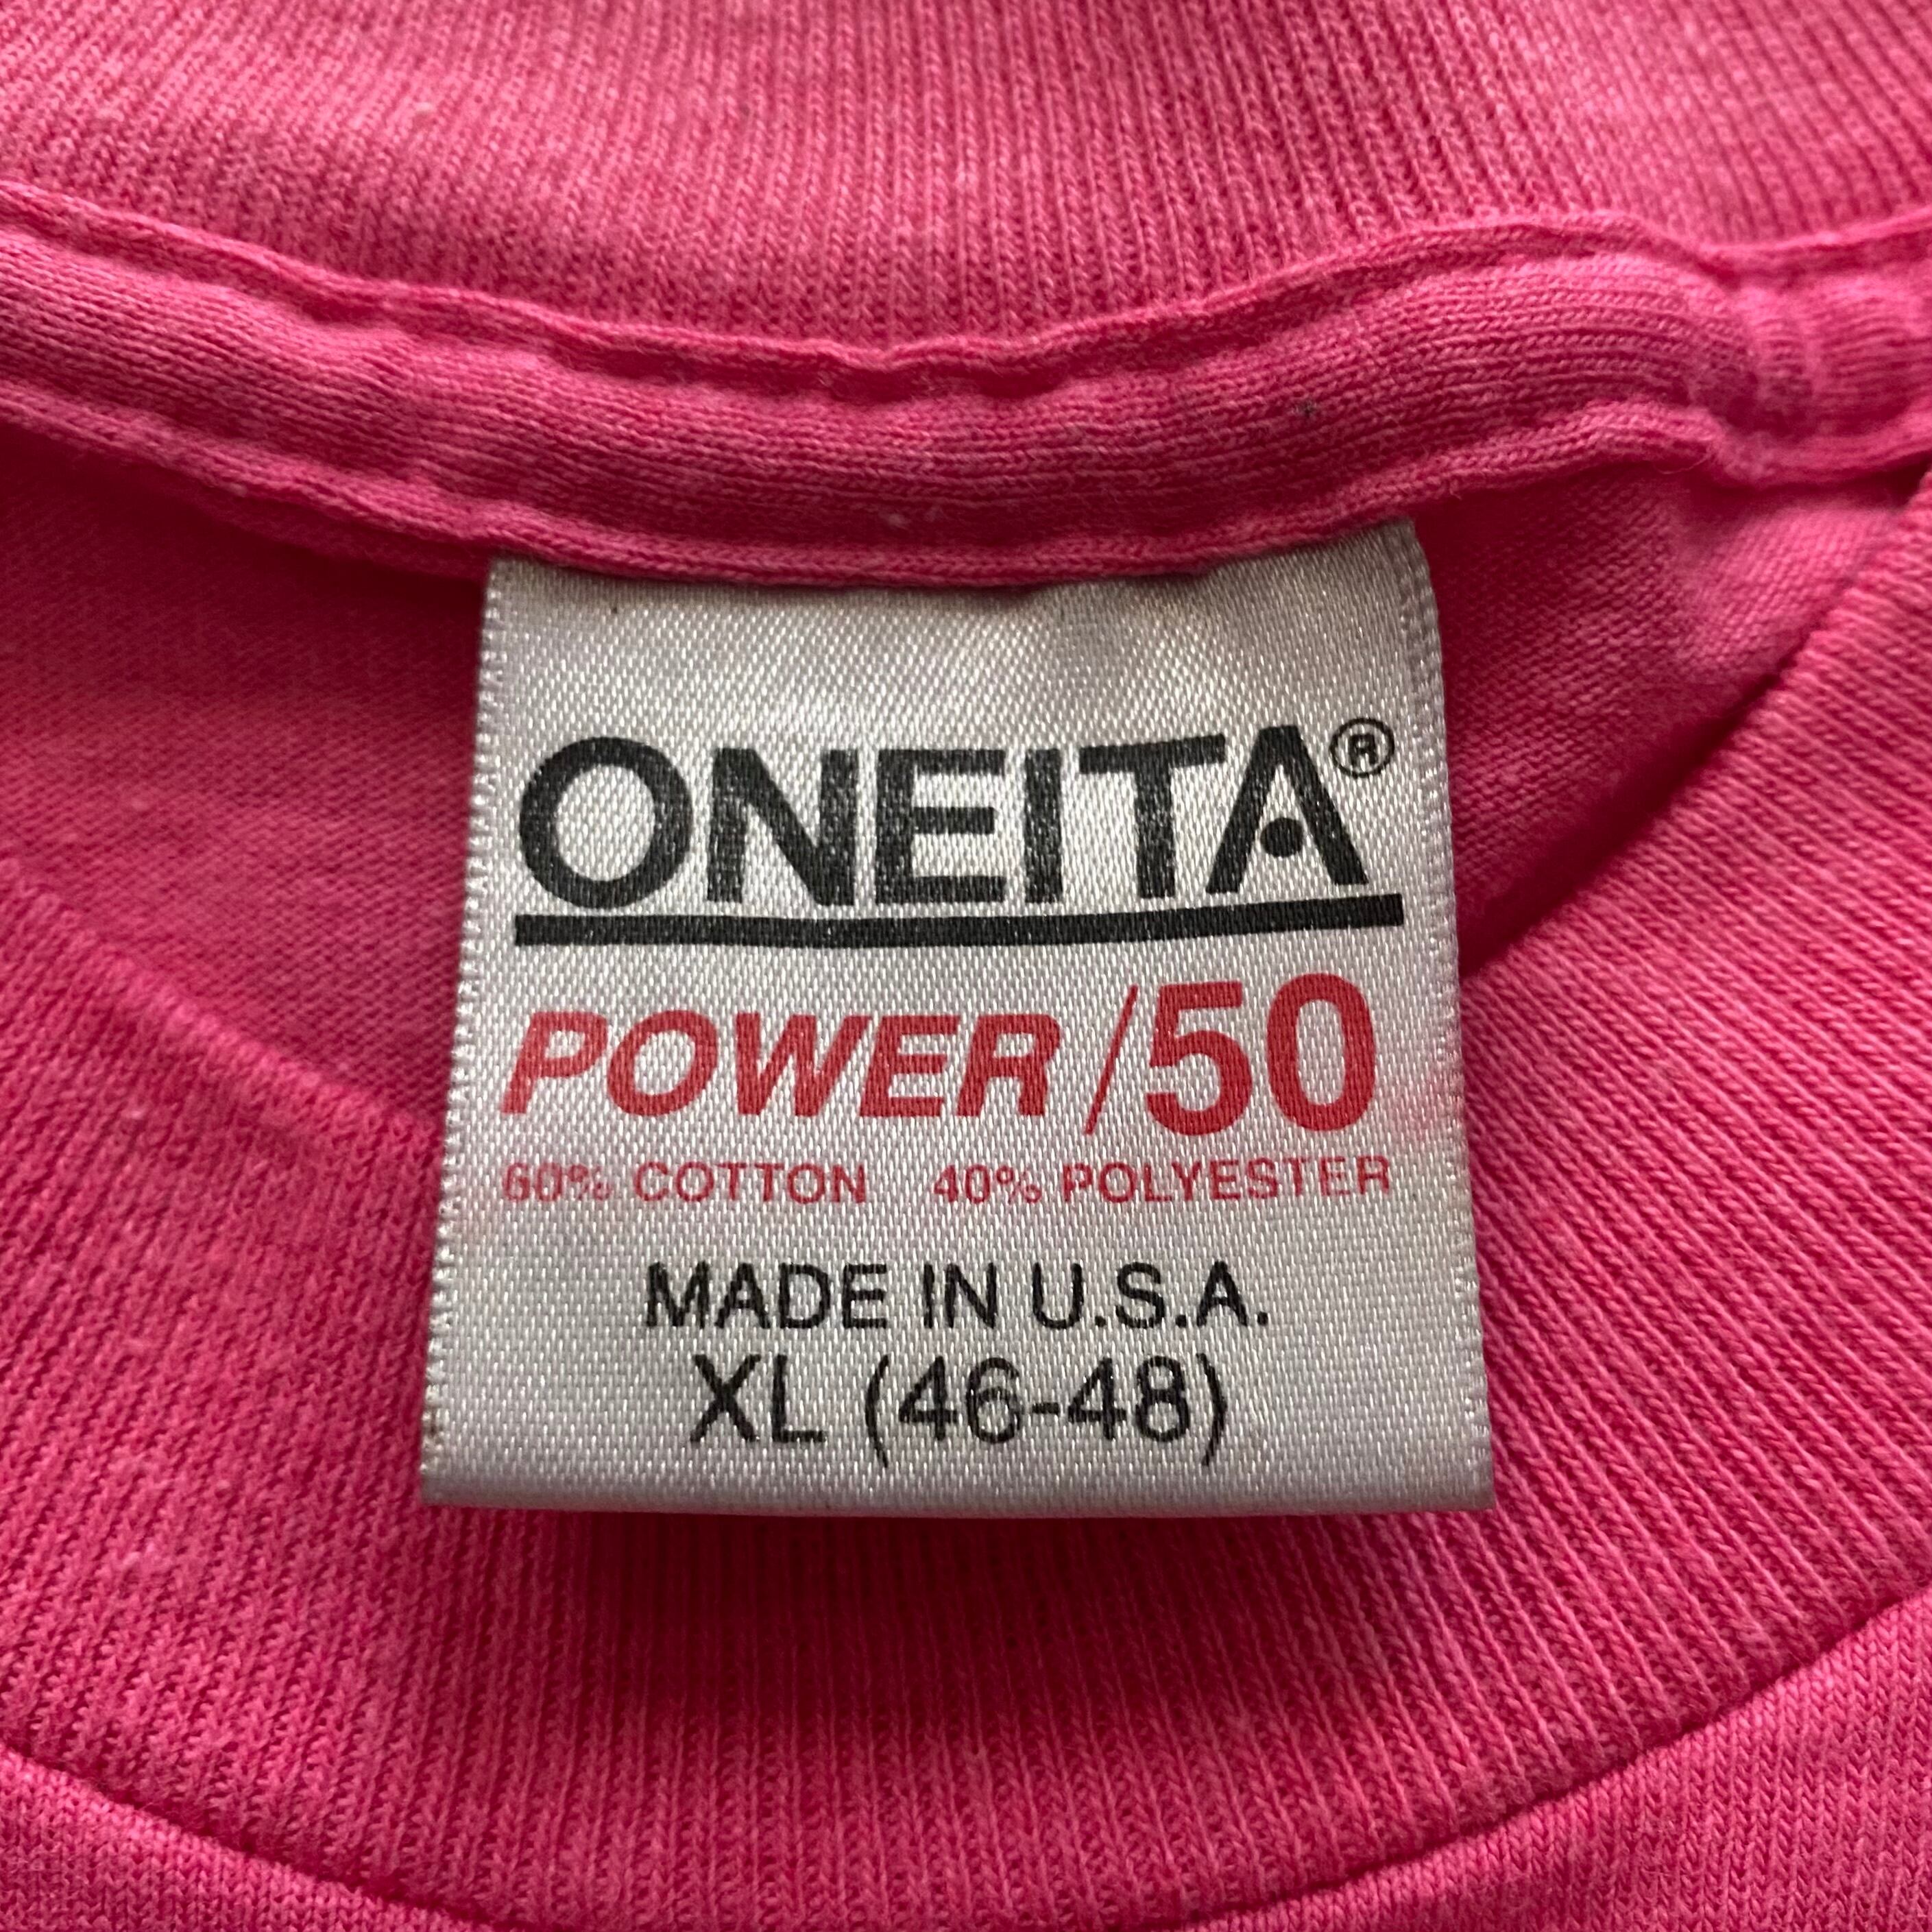 ONEITA®
POWER/50
60% COTTON 40% POLYESTER
MADE IN U.S.A.
XL (46-48)